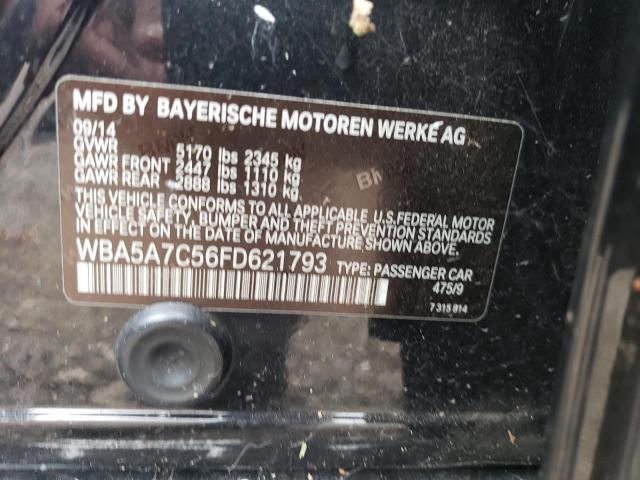 MFD BY BAYERISCHE MOTOREN WERKE AG
09/14
GVWR 5170 lbs 2345 kg
GAWR FRONT 2447 lbs 1110 kg
GAWR REAR 2888 lbs 1310 kg
THIS VEHICLE CONFORMS TO ALL APPLICABLE U.S.FEDERAL MOTOR
VEHICLE SAFETY, BUMPER AND THEFT PREVENTION STANDARDS
IN EFFECT ON THE DATE OF MANUFACTURE SHOWN ABOVE.
WBA5A7C56FD621793 TYPE: PASSENGER CAR
475/9
7 315 814